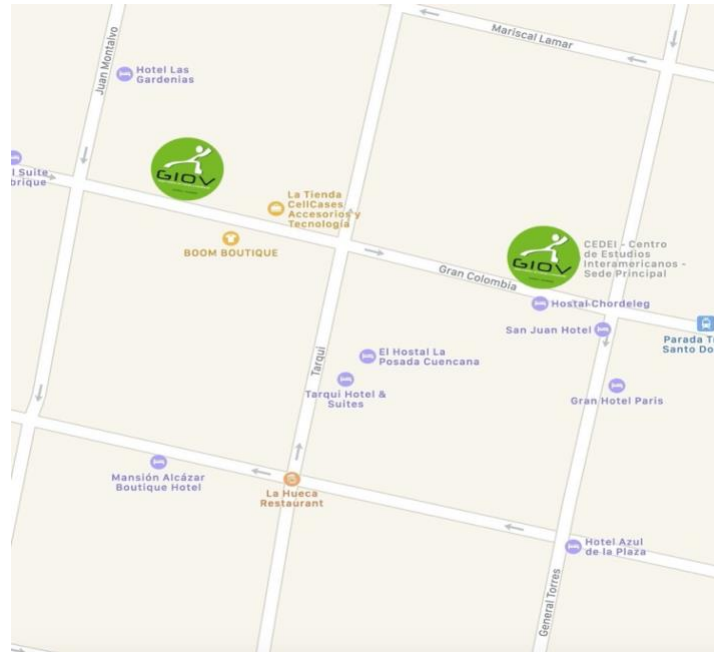 Mariscal Lamar
Juan Montalvo
Hotel Las
Gardenias
l Suite
brique
GIOV
La Tienda
CellCases
Accesorios y
Tecnología
BOOM BOUTIQUE
GIOV
CEDEI - Centro
de Estudios
Interamericanos -
Sede Principal
Gran Colombia
Hostal Chordeleg
San Juan Hotel
Parada T
Santo Do
El Hostal La
Posada Cuencana
Tarqui
Tarqui Hotel &
Suites
Gran Hotel Paris
Mansión Alcázar
Boutique Hotel
La Hueca
Restaurant
Hotel Azul
de la Plaza
General Torres